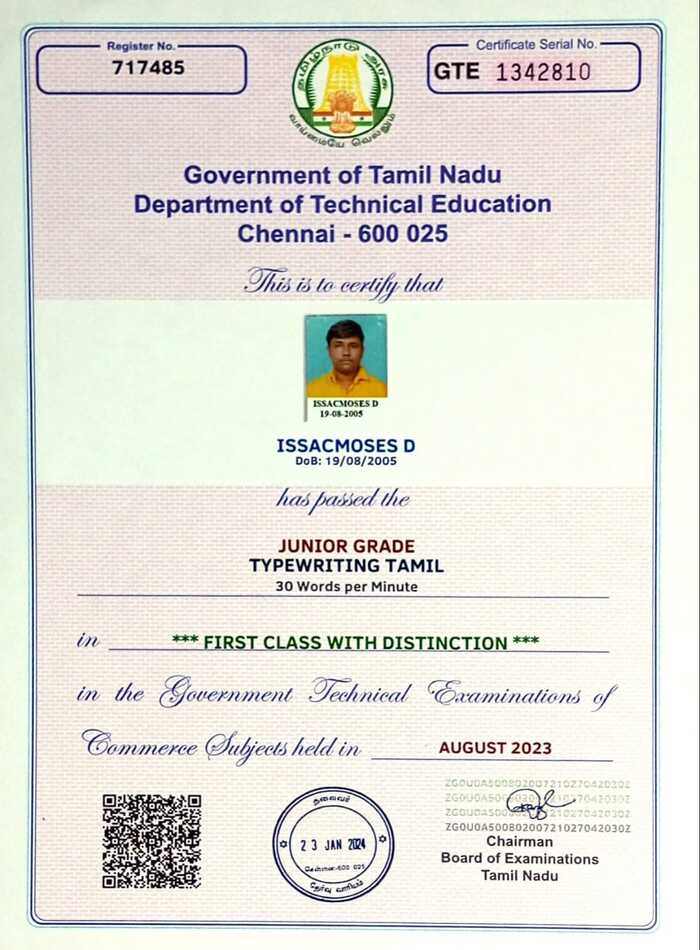 Register No.
717485
Certificate Serial No.
GTE 1342810
தமிழ்நாடு அரசு
வாய்மையே வெல்லும்
Government of Tamil Nadu
Department of Technical Education
Chennai - 600 025
This is to certify that
ISSACMOSES D
19-08-2005
ISSACMOSES D
DoB: 19/08/2005
has passed the
JUNIOR GRADE
TYPEWRITING TAMIL
30 Words per Minute
in *** FIRST CLASS WITH DISTINCTION ***
in the Government Technical Examinations of
Commerce Subjects held in AUGUST 2023
தலைவர்
23 JAN 2024
சென்னை-600 025
தேர்வு வாரியம்
ZG0U0A500802007210270420302
ZG0U0A500802007210270420302
Chairman
Board of Examinations
Tamil Nadu